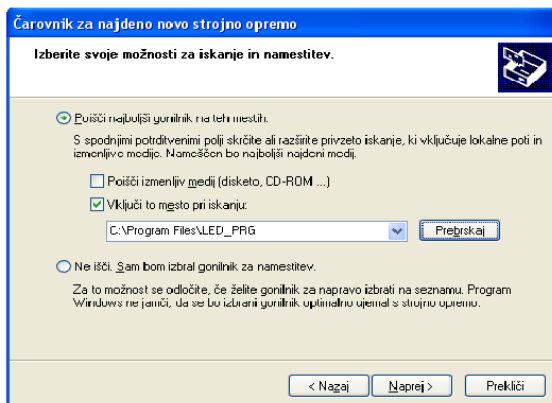 Čarovnik za najdeno novo strojno opremo
Izberite svoje možnosti za iskanje in namestitev.
Poišči najboljši gonilnik na teh mestih.
S spodnjimi potrditvenimi polji skrčite ali razširite privzeto iskanje, ki vključuje lokalne poti in
izmenljive medije. Nameščen bo najboljši najdeni medij.
Poišči izmenljiv medij (disketo, CD-ROM ...)
Vključi to mesto pri iskanju:
C:\Program Files\LED_PRG
Prebrskaj
Ne išči. Sam bom izbral gonilnik za namestitev.
Za to možnost se odločite, če želite gonilnik za napravo izbrati na seznamu. Program
Windows ne jamči, da se bo izbrani gonilnik optimalno ujemal s strojno opremo.
< Nazaj
Naprej >
Prekliči